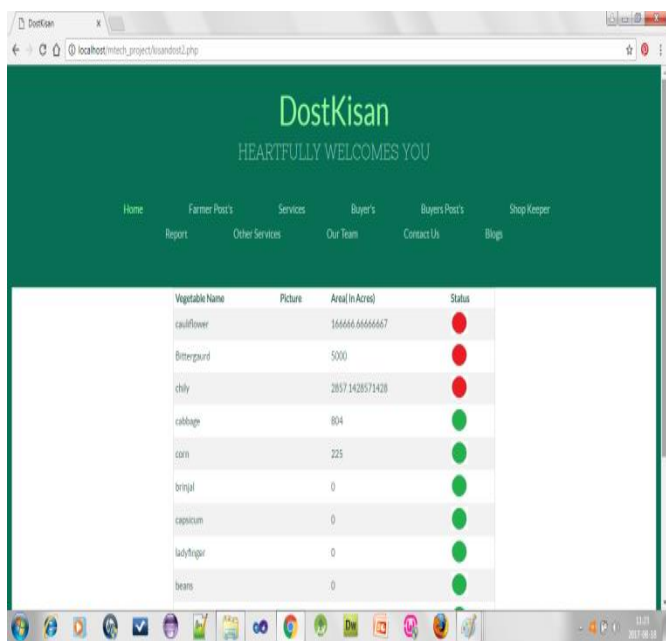 DostKisan
localhost/mtech_project/kisandost2.php
DostKisan
HEARTFULLY WELCOMES YOU
Home Farmer Post's Services Buyer's Buyers Post's Shop Keeper
Report Other Services Our Team Contact Us Blogs
Vegetable Name Picture Area( In Acres) Status
cauliflower 166666.66666667
Bittergaurd 5000
chily 2857.1428571428
cabbage 804
corn 225
brinjal 0
capsicum 0
ladyfinger 0
beans 0
Dw